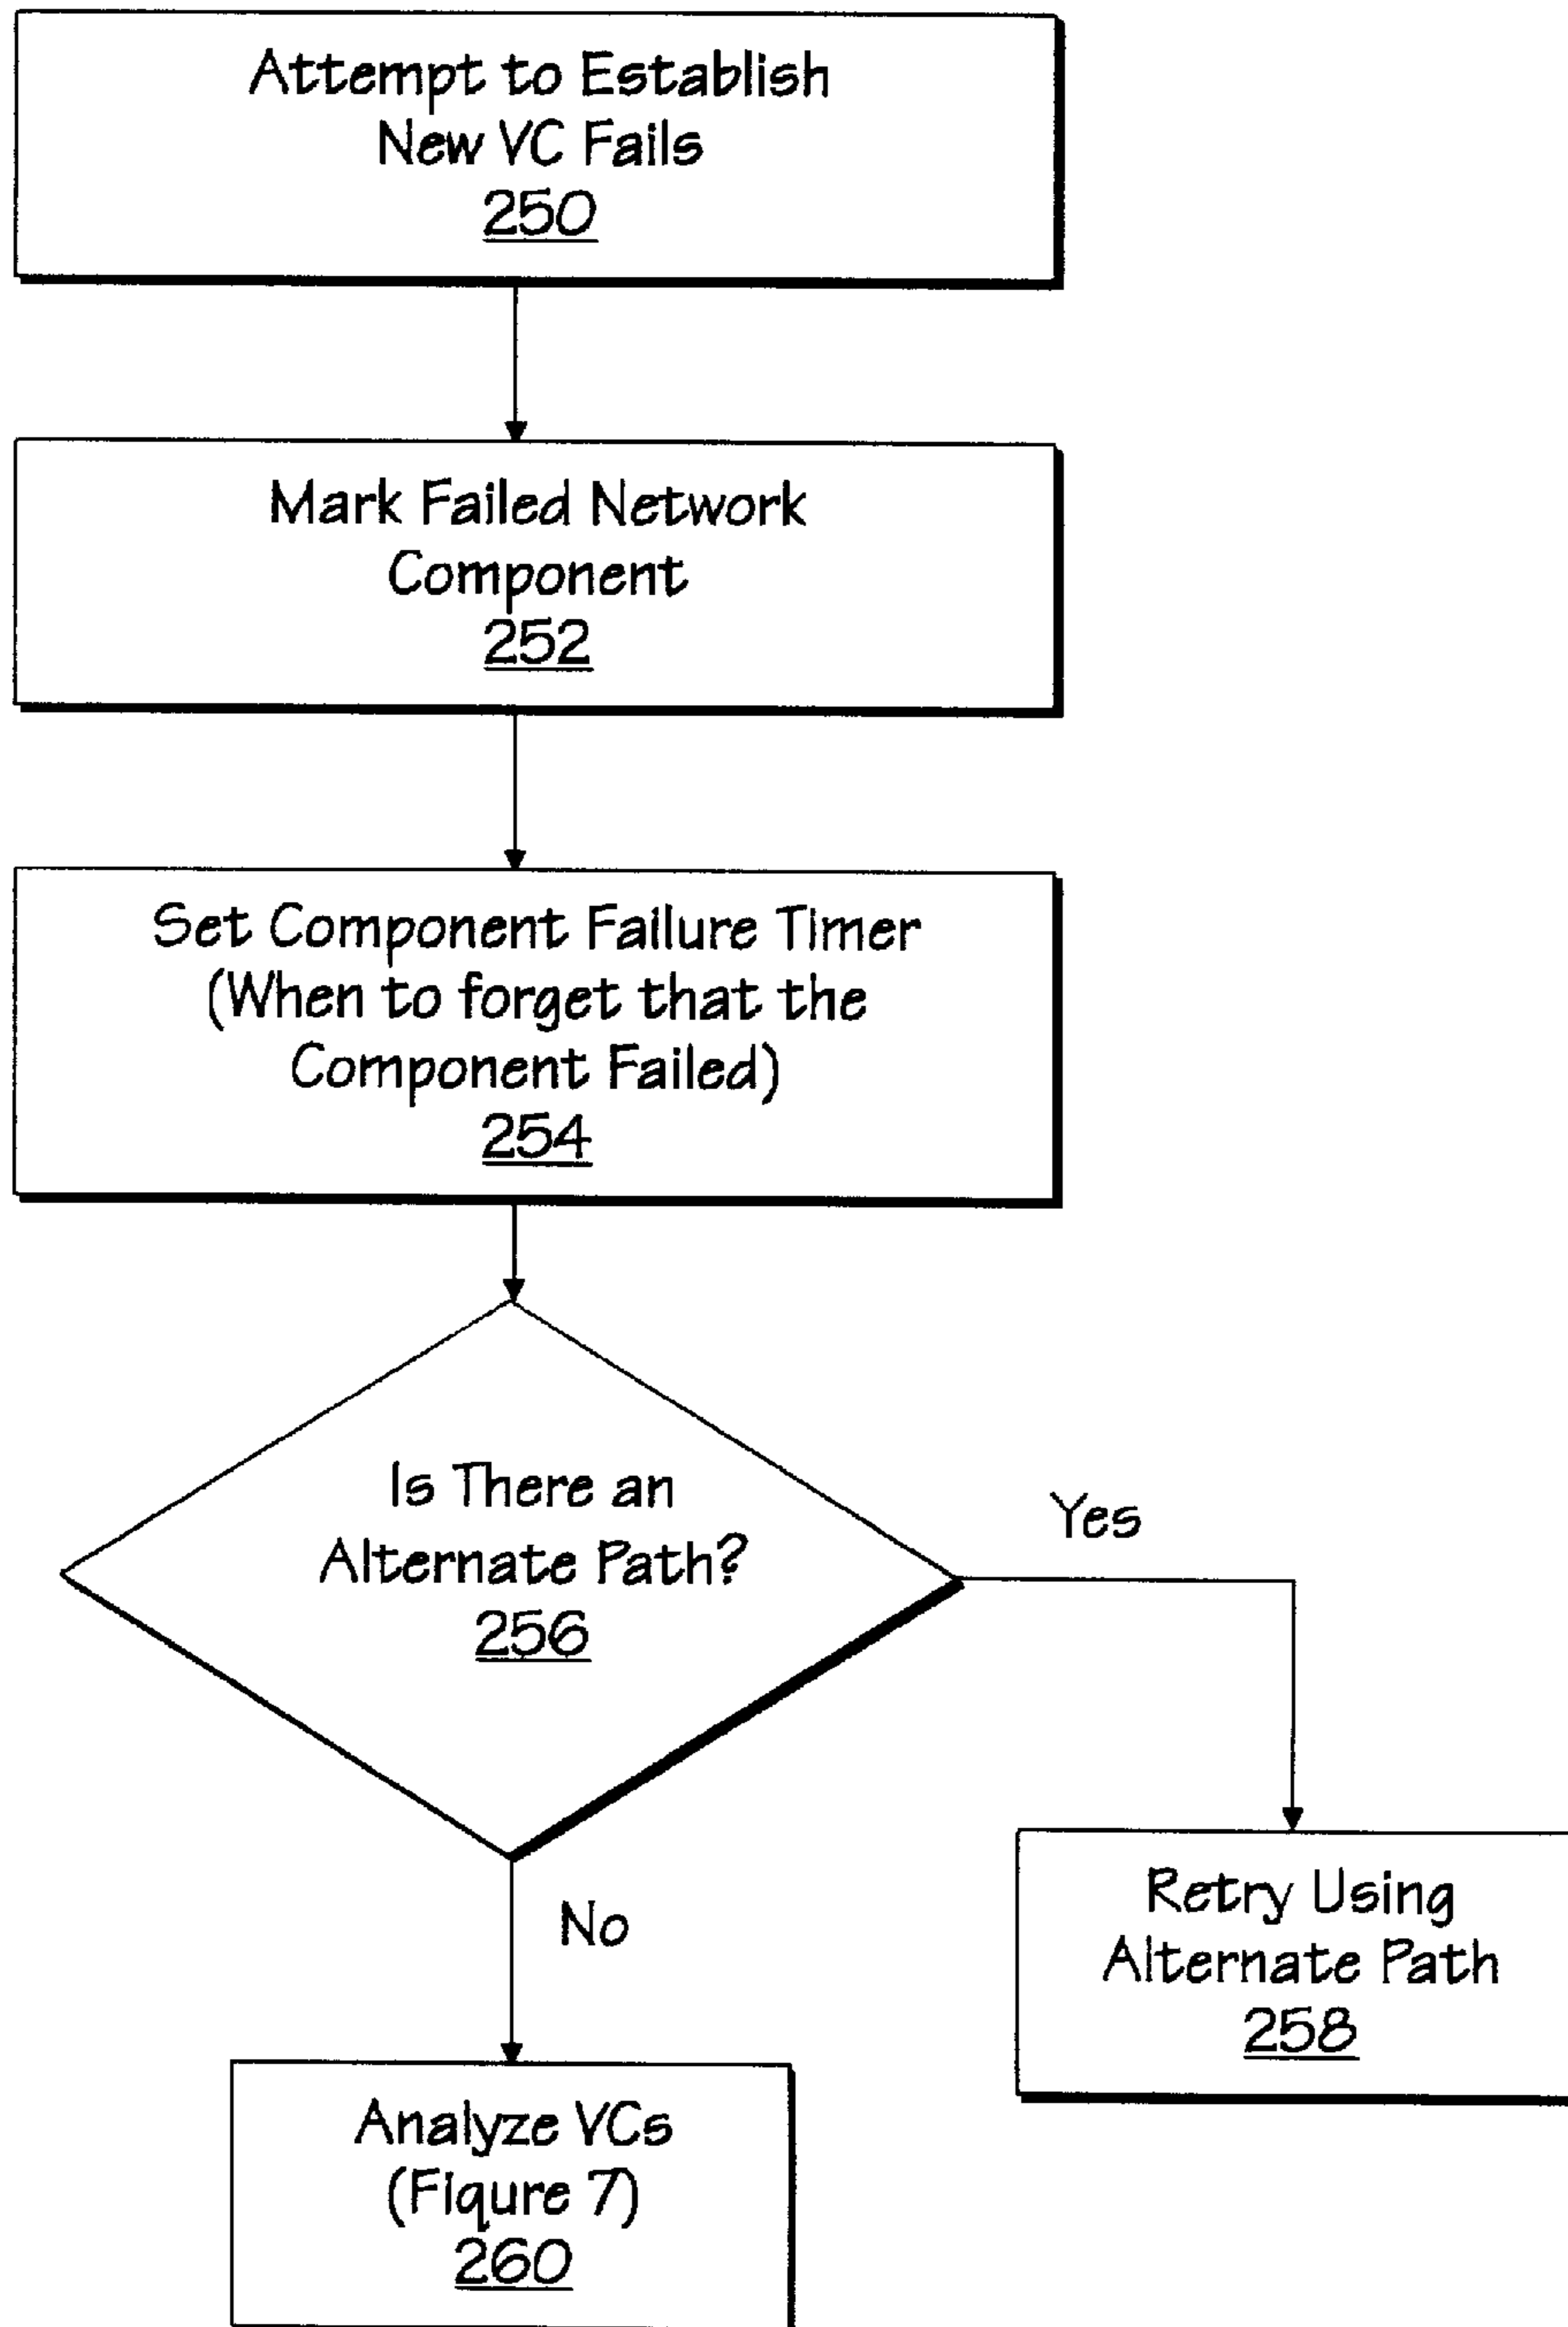 Attempt to Establish
New VC Fails
250
Mark Failed Network
Component
252
Set Component Failure Timer
(When to forget that the
Component Failed)
254
Is There an
Alternate Path?
256
Yes
No
Retry Using
Alternate Path
258
Analyze VCs
(Figure 7)
260